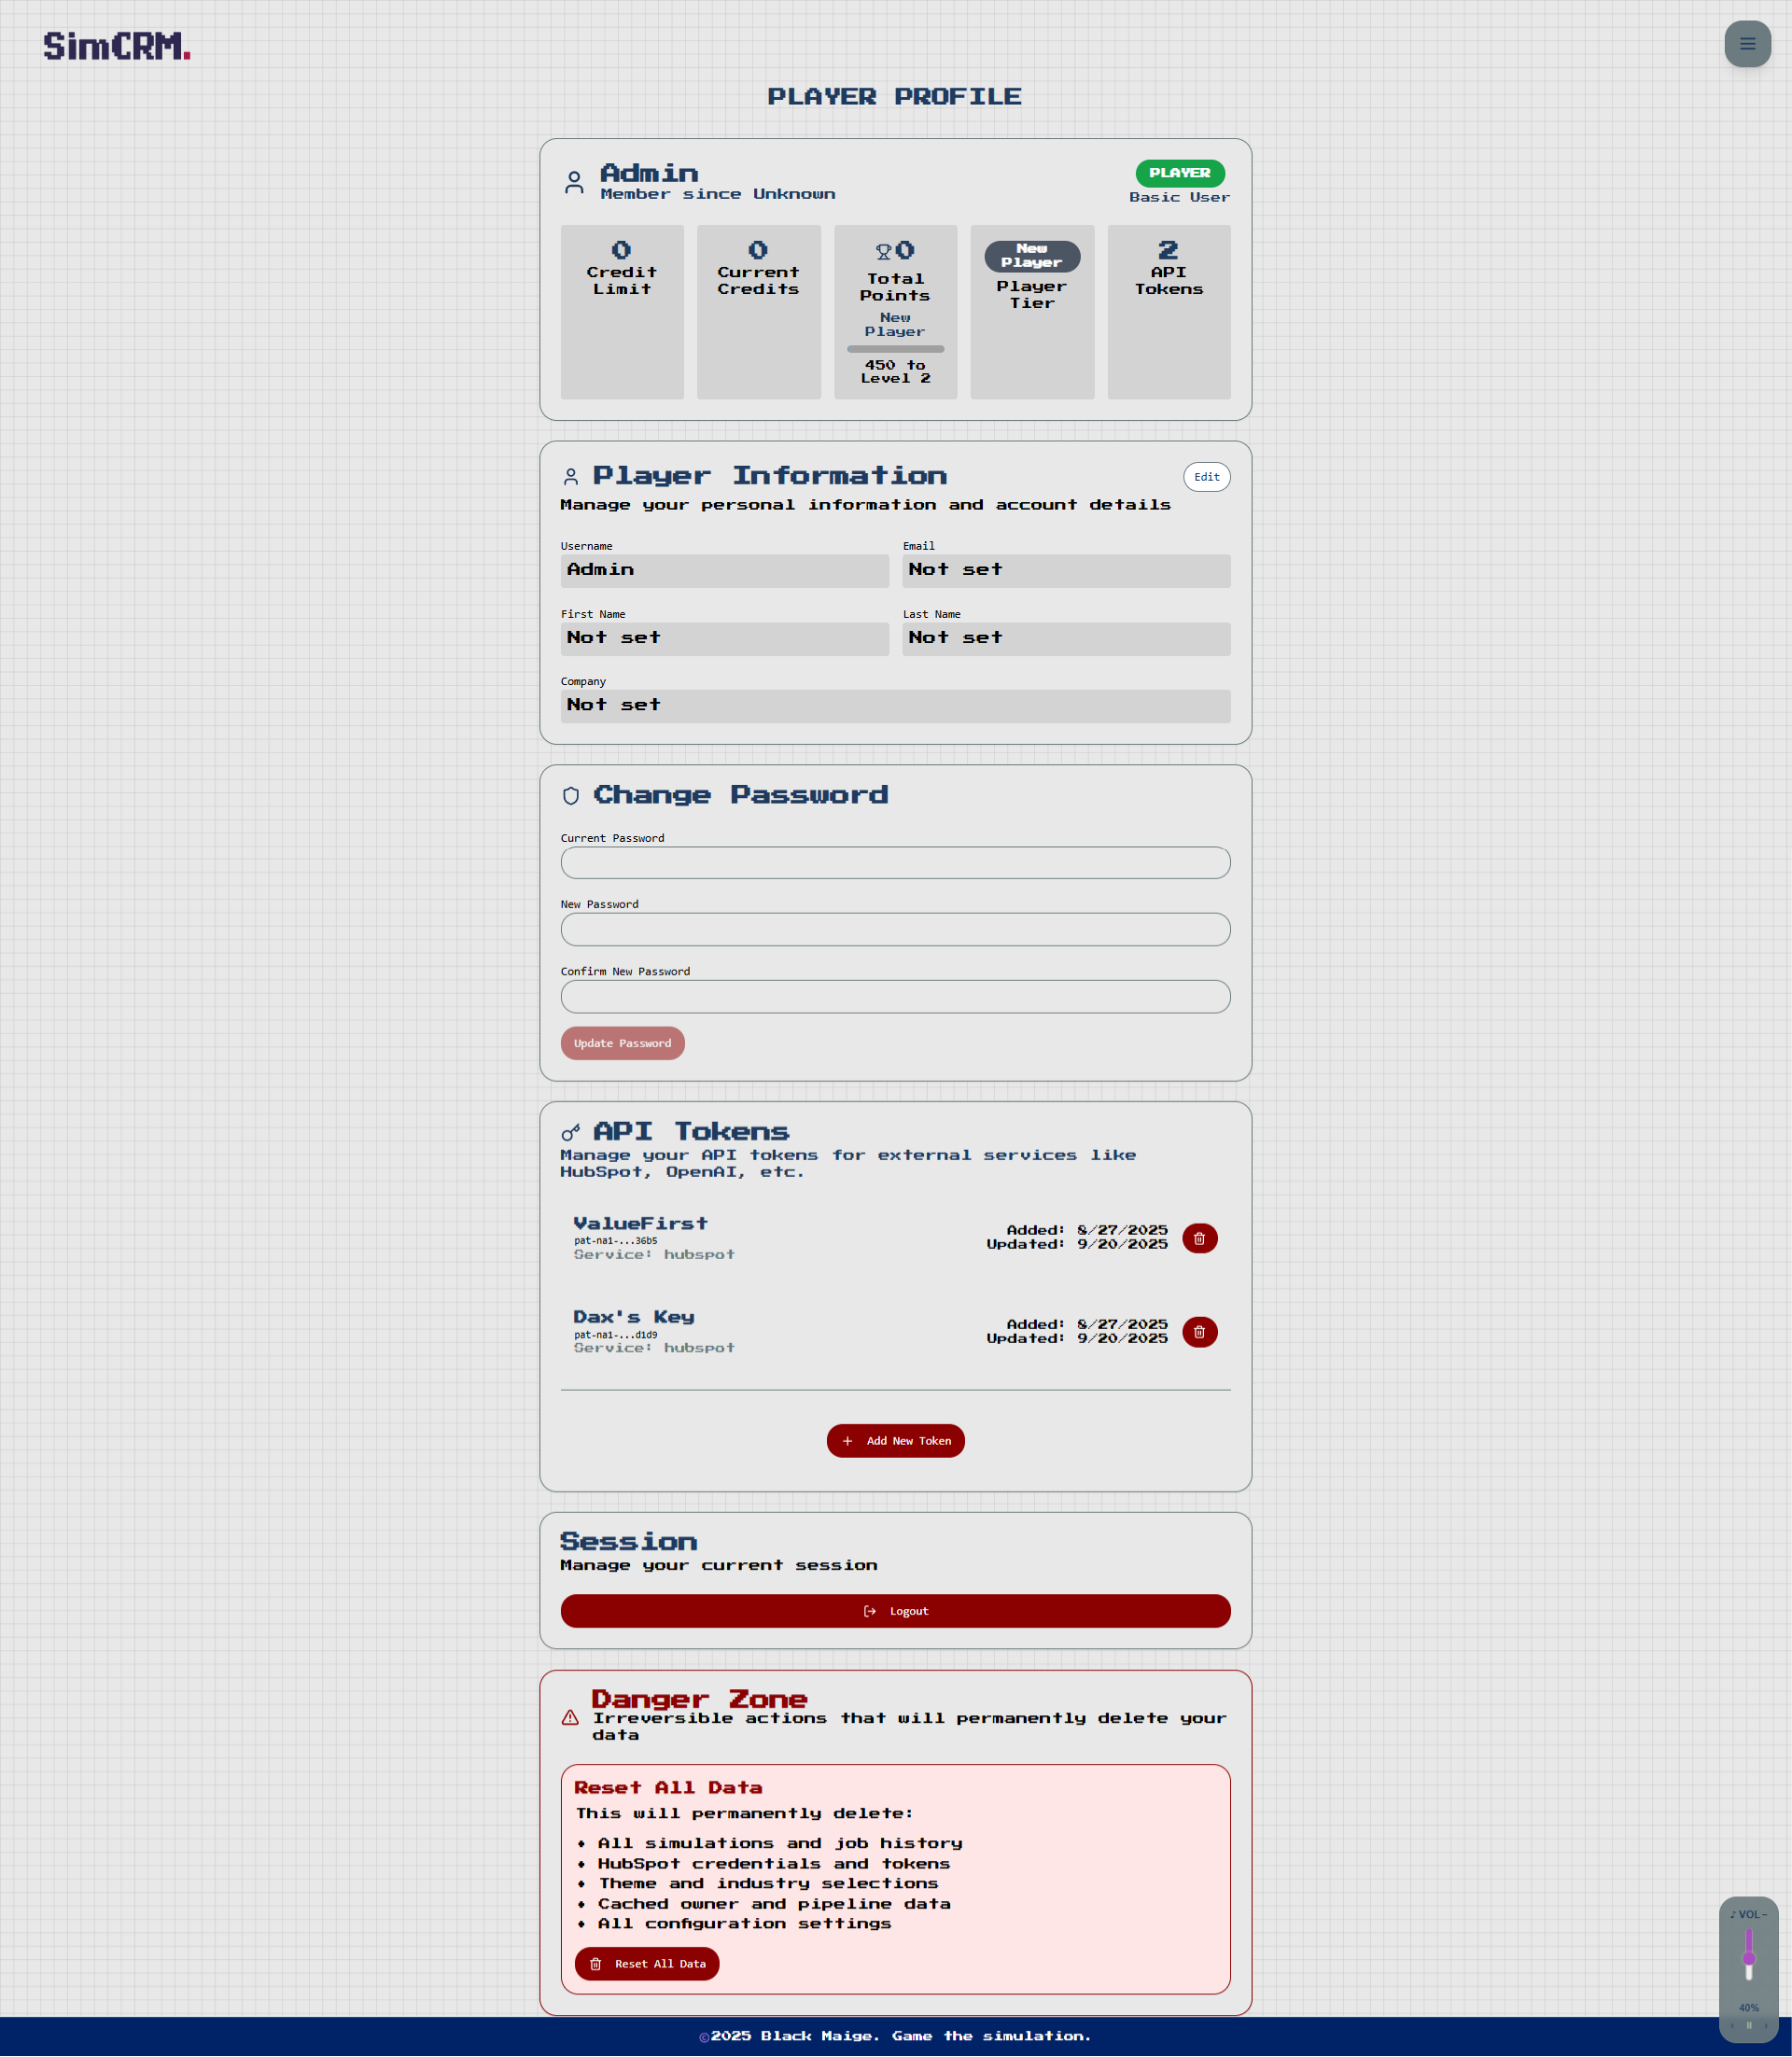 SimCRM.
PLAYER PROFILE
Admin
Member since Unknown
PLAYER
Basic User
0
Credit
Limit
0
Current
Credits
0
Total
Points
New
Player
450 to
Level 2
New
Player
Player
Tier
2
API
Tokens
Player Information
Edit
Manage your personal information and account details
Username
Email
Admin
Not set
First Name
Last Name
Not set
Not set
Company
Not set
Change Password
Current Password
New Password
Confirm New Password
Update Password
API Tokens
Manage your API tokens for external services like
HubSpot, OpenAI, etc.
ValueFirst
pat-na1-...36b5
Service: hubspot
Added: 8/27/2025
Updated: 9/20/2025
Dax's Key
pat-na1-...d1d9
Service: hubspot
Added: 8/27/2025
Updated: 9/20/2025
Add New Token
Session
Manage your current session
Logout
Danger Zone
Irreversible actions that will permanently delete your
data
Reset All Data
This will permanently delete:
• All simulations and job history
• HubSpot credentials and tokens
• Theme and industry selections
• Cached owner and pipeline data
• All configuration settings
Reset All Data
♪ VOL −
40%
©2025 Black Maige. Game the simulation.